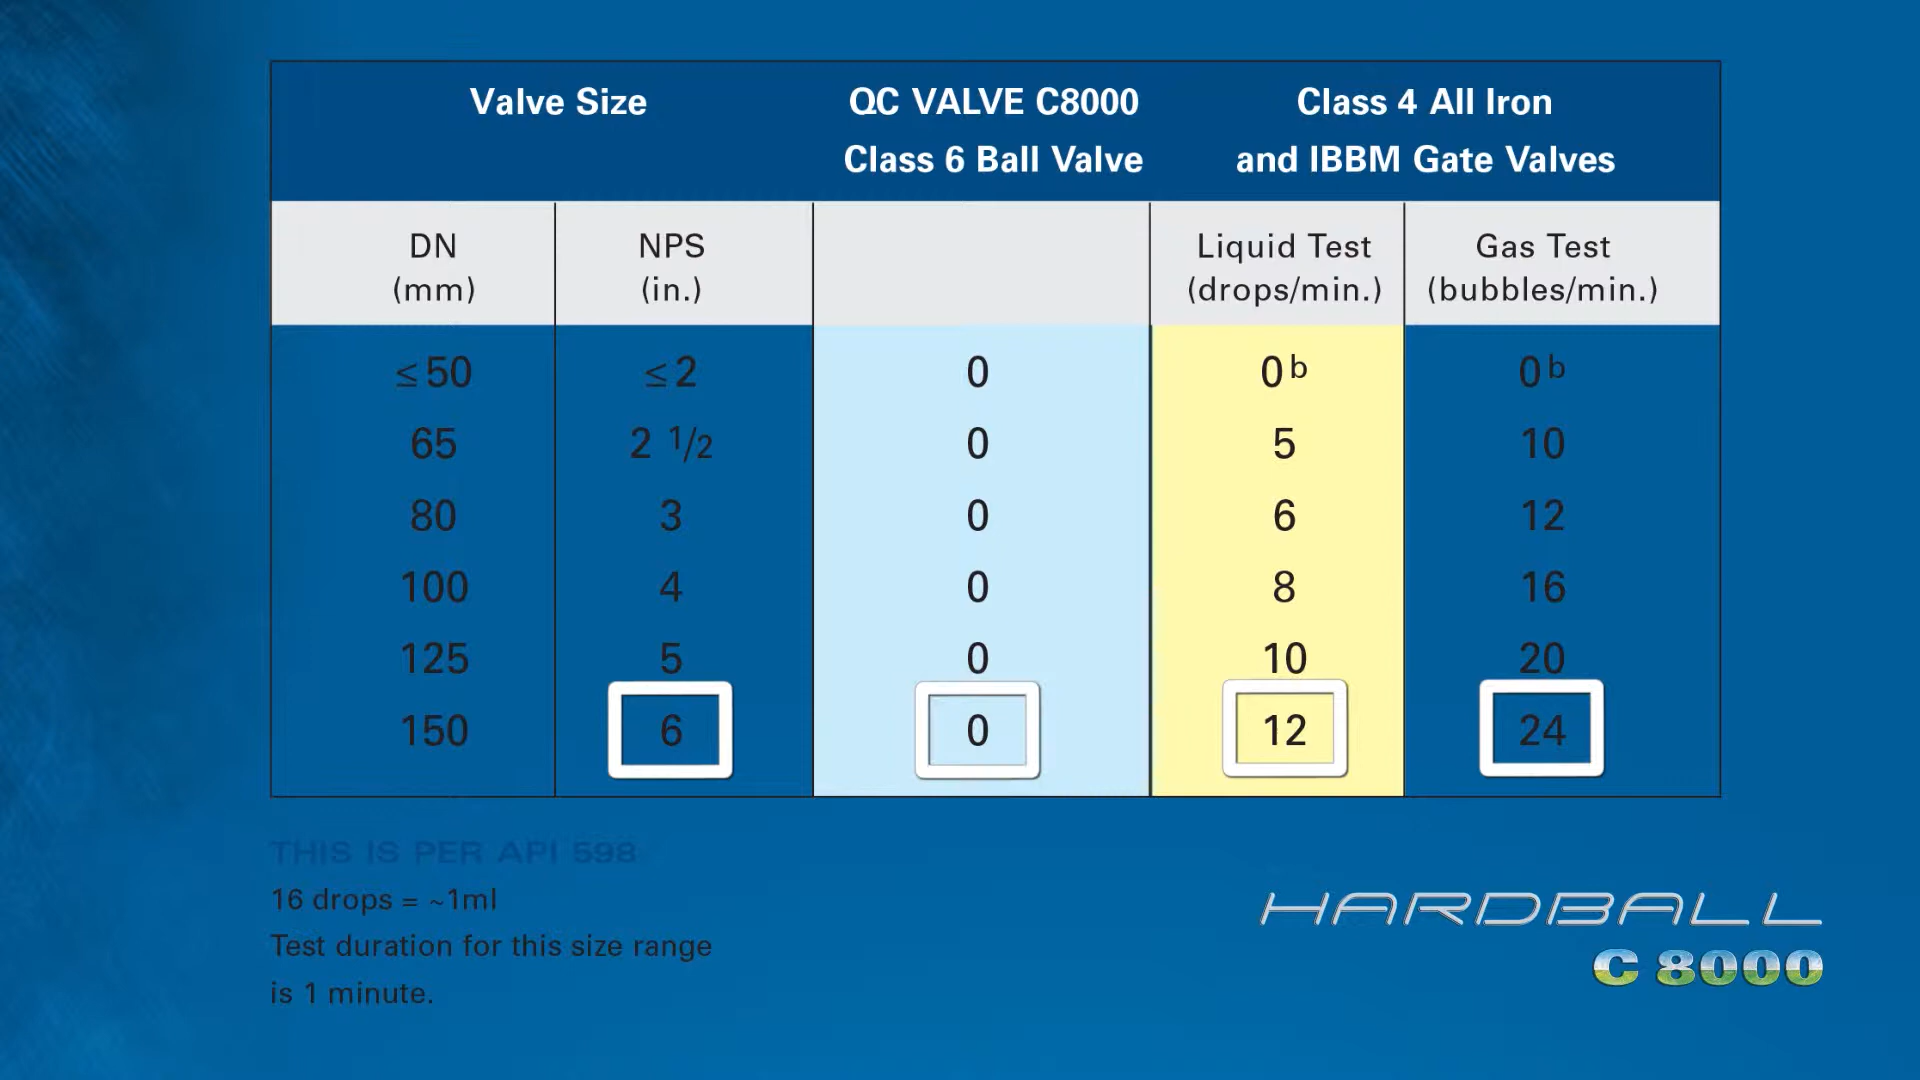 Valve Size QC VALVE C8000 Class 4 All Iron
Class 6 Ball Valve and IBBM Gate Valves
DN NPS Liquid Test Gas Test
(mm) (in.) (drops/min.) (bubbles/min.)
≤50 ≤2 0 0 b 0 b
65 2 1/2 0 5 10
80 3 0 6 12
100 4 0 8 16
125 5 0 10 20
150 6 0 12 24
THIS IS PER API 598
16 drops = ~1ml
Test duration for this size range
is 1 minute.
HARDBALL
C 8000